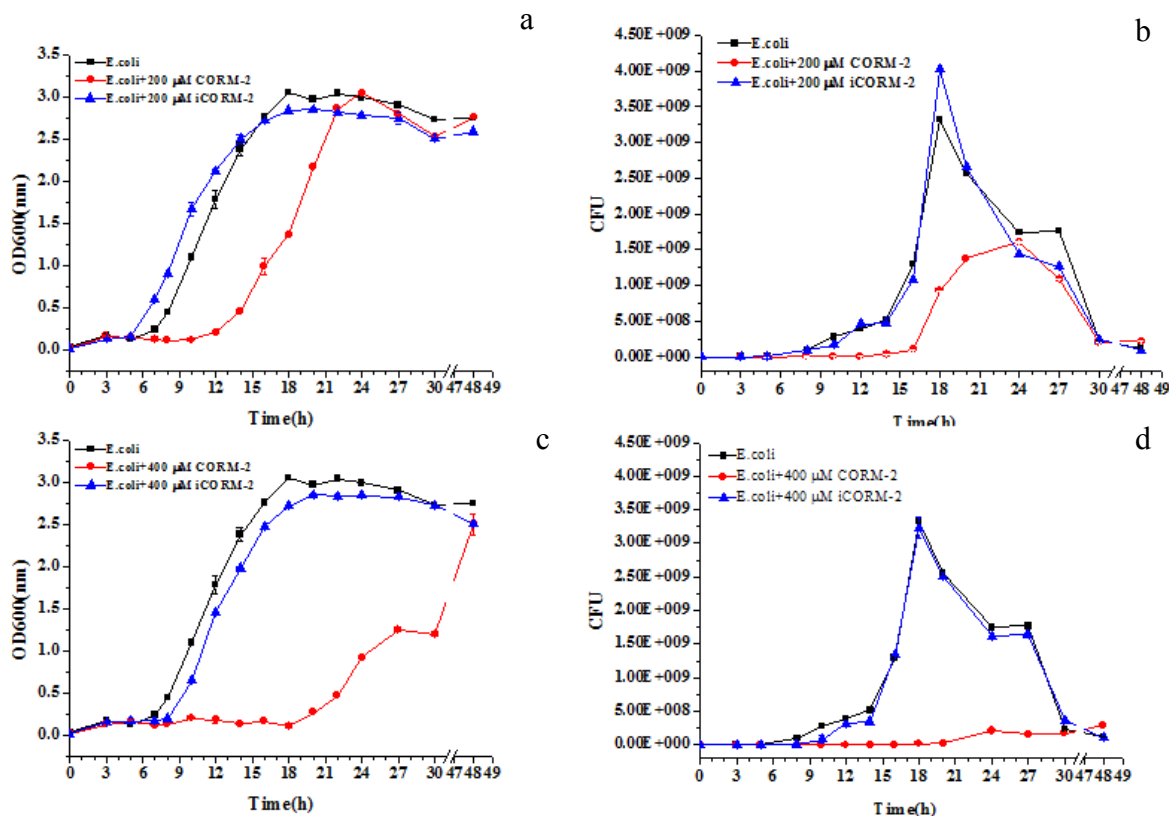 a
E.coli
E.coli+200 μM CORM-2
E.coli+200 μM iCORM-2
OD600(nm)
3.5
3.0
2.5
2.0
1.5
1.0
0.5
0.0
0 3 6 9 12 15 18 21 24 27 30 47 48 49
Time(h)
b
E.coli
E.coli+200 μM CORM-2
E.coli+200 μM iCORM-2
CFU
4.50E+009
4.00E+009
3.50E+009
3.00E+009
2.50E+009
2.00E+009
1.50E+009
1.00E+009
5.00E+008
0.00E+000
0 3 6 9 12 15 18 21 24 27 30 47 48 49
Time(h)
c
E.coli
E.coli+400 μM CORM-2
E.coli+400 μM iCORM-2
OD600(nm)
3.5
3.0
2.5
2.0
1.5
1.0
0.5
0.0
0 3 6 9 12 15 18 21 24 27 30 47 48 49
Time(h)
d
E.coli
E.coli+400 μM CORM-2
E.coli+400 μM iCORM-2
CFU
4.50E+009
4.00E+009
3.50E+009
3.00E+009
2.50E+009
2.00E+009
1.50E+009
1.00E+009
5.00E+008
0.00E+000
0 3 6 9 12 15 18 21 24 27 30 47 48 49
Time(h)